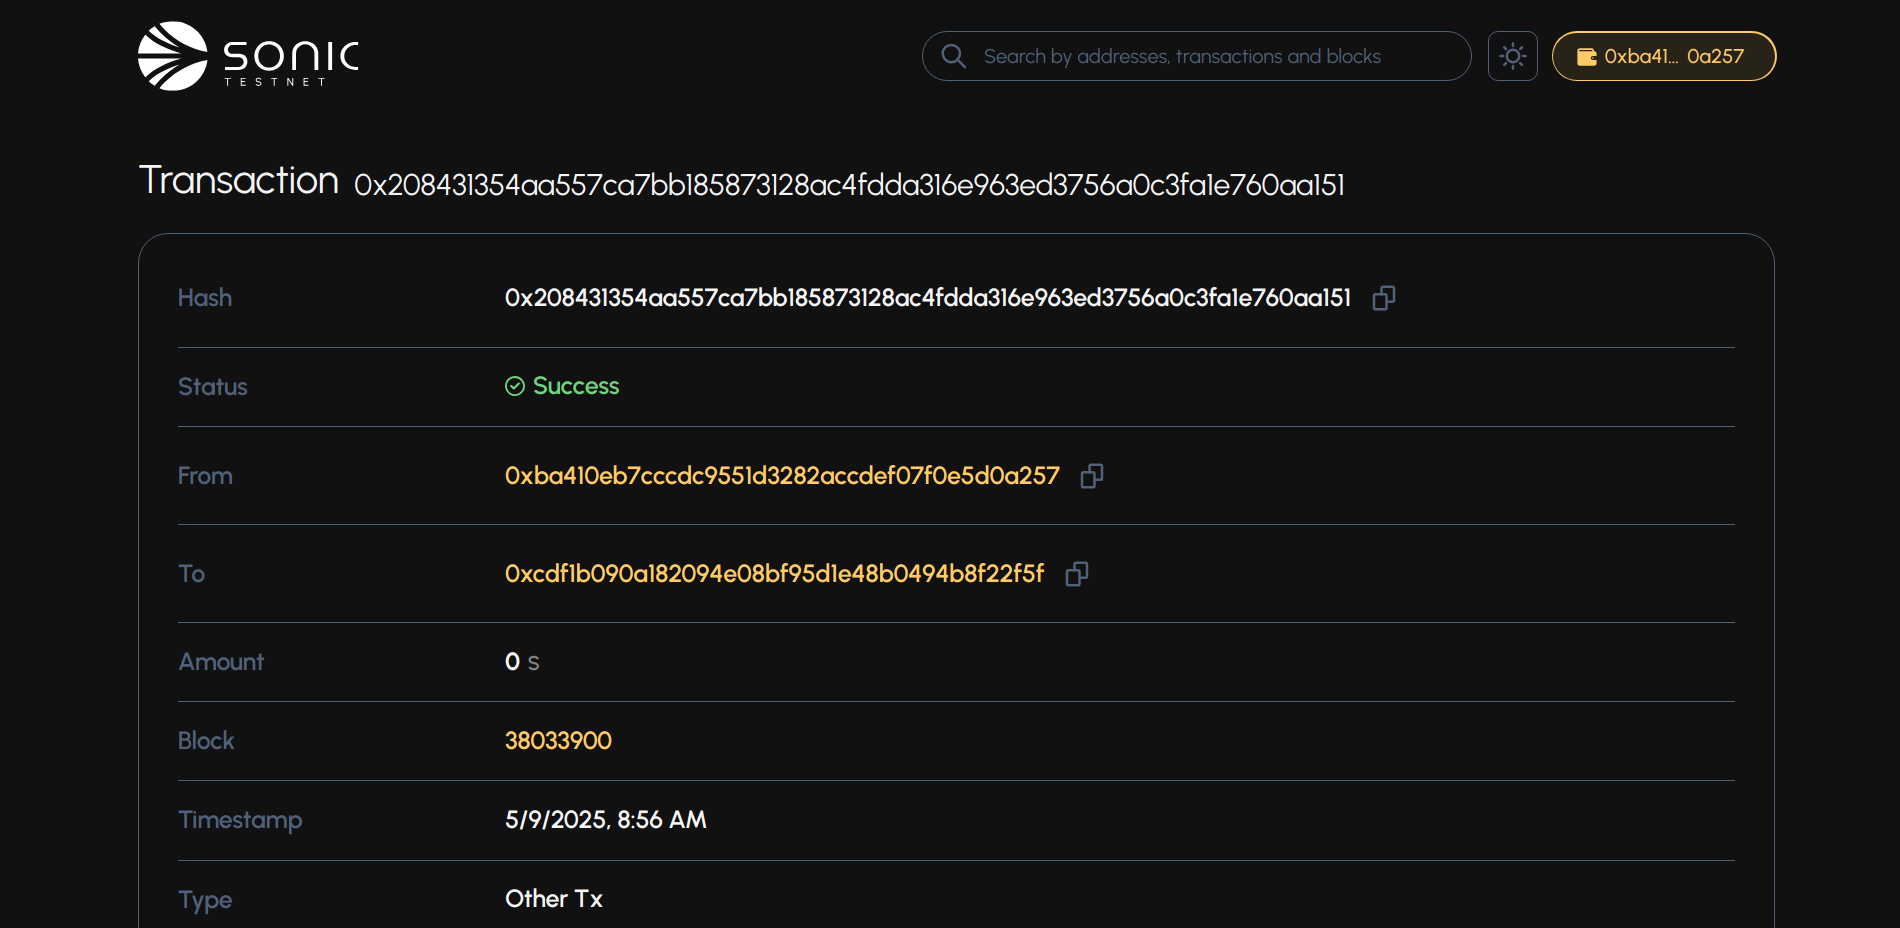 SONIC
TESTNET
Search by addresses, transactions and blocks
0xba41... 0a257
Transaction 0x208431354aa557ca7bb185873128ac4fdda316e963ed3756a0c3fa1e760aa151
Hash 0x208431354aa557ca7bb185873128ac4fdda316e963ed3756a0c3fa1e760aa151
Status Success
From 0xba410eb7cccdc9551d3282accdef07f0e5d0a257
To 0xcdf1b090a182094e08bf95d1e48b0494b8f22f5f
Amount 0 S
Block 38033900
Timestamp 5/9/2025, 8:56 AM
Type Other Tx